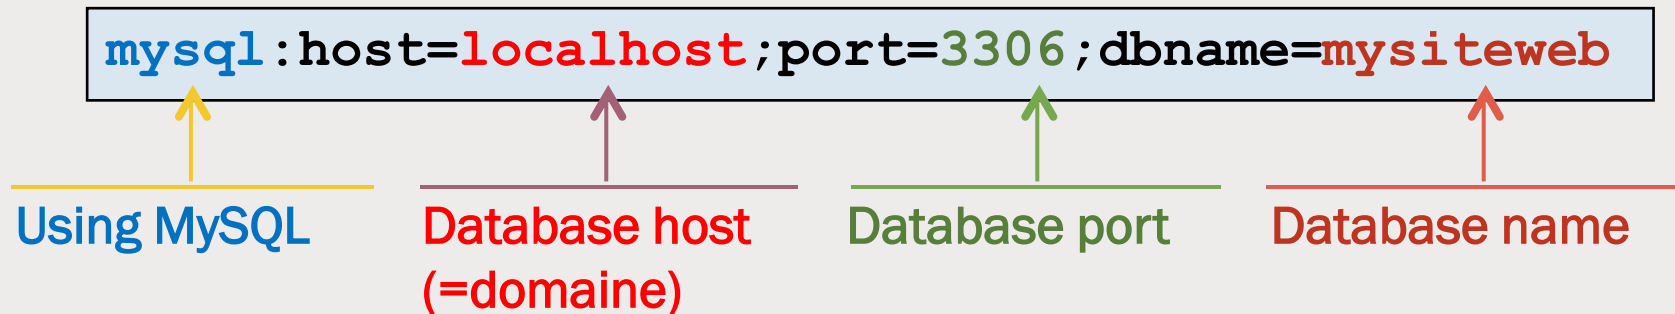 mysql:host=localhost;port=3306;dbname=mysiteweb
Using MySQL
Database host
(=domaine)
Database port
Database name